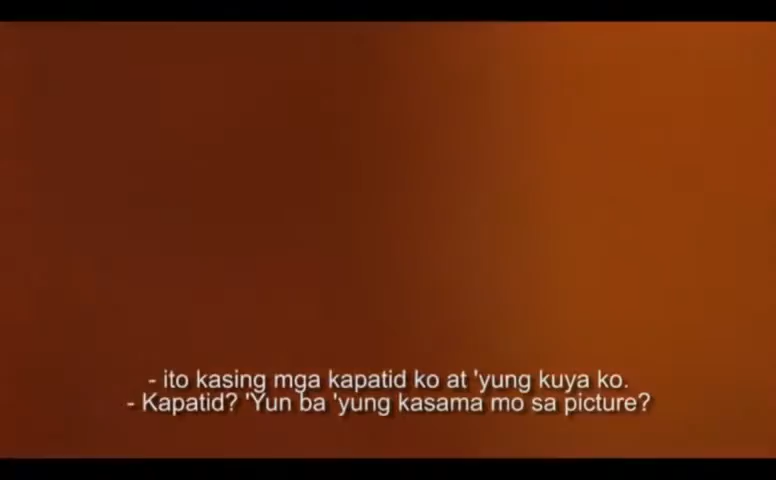 - ito kasing mga kapatid ko at 'yung kuya ko.
- Kapatid? 'Yun ba 'yung kasama mo sa picture?